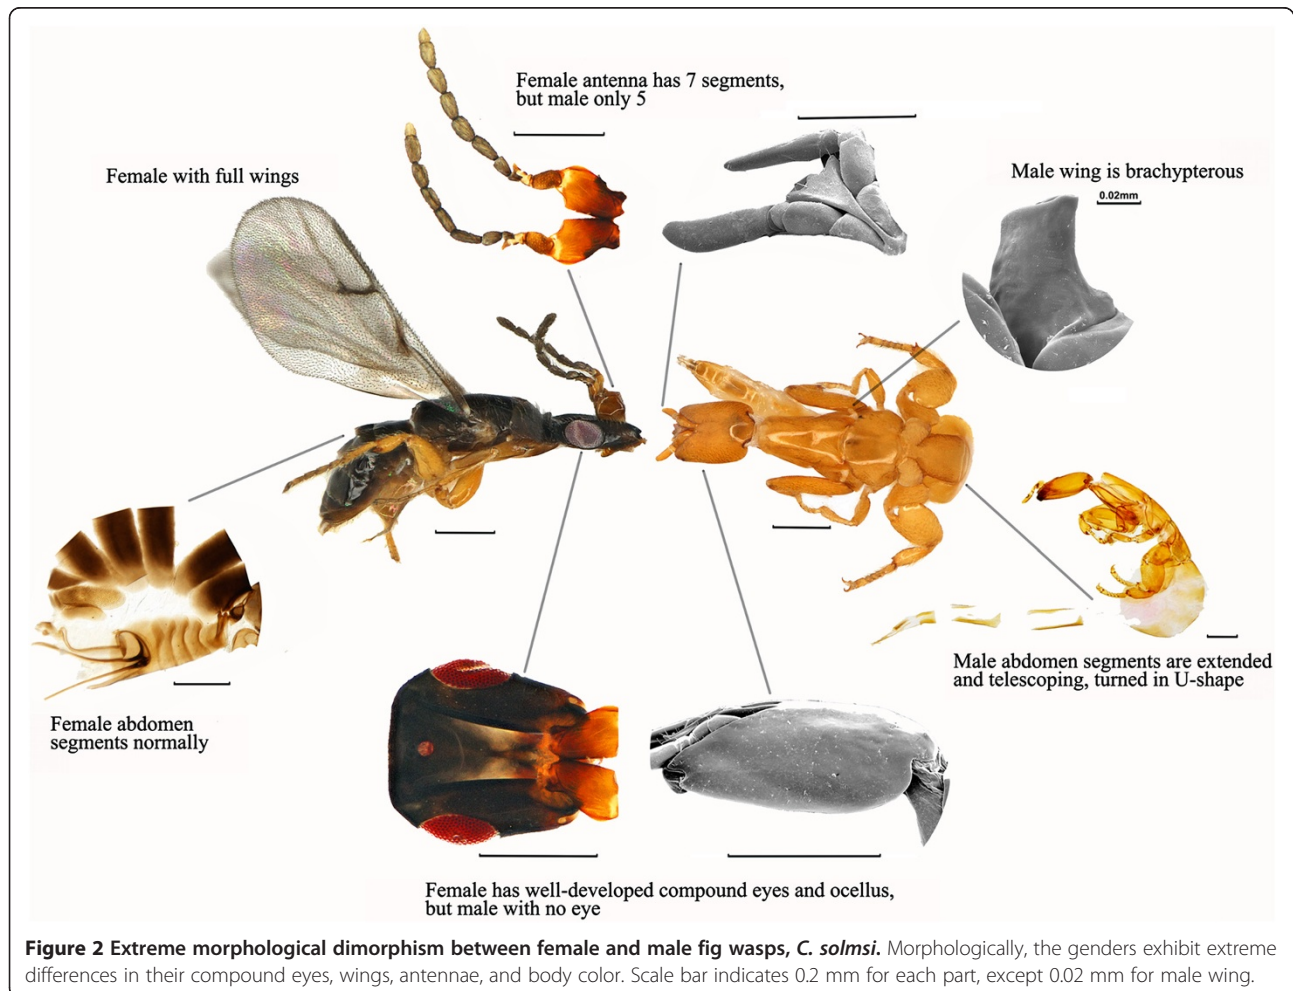 Female antenna has 7 segments,
but male only 5
Female with full wings
Male wing is brachypterous
0.02mm
Male abdomen segments are extended
and telescoping, turned in U-shape
Female abdomen
segments normally
Female has well-developed compound eyes and ocellus,
but male with no eye
Figure 2 Extreme morphological dimorphism between female and male fig wasps, C. solmsi. Morphologically, the genders exhibit extreme
differences in their compound eyes, wings, antennae, and body color. Scale bar indicates 0.2 mm for each part, except 0.02 mm for male wing.